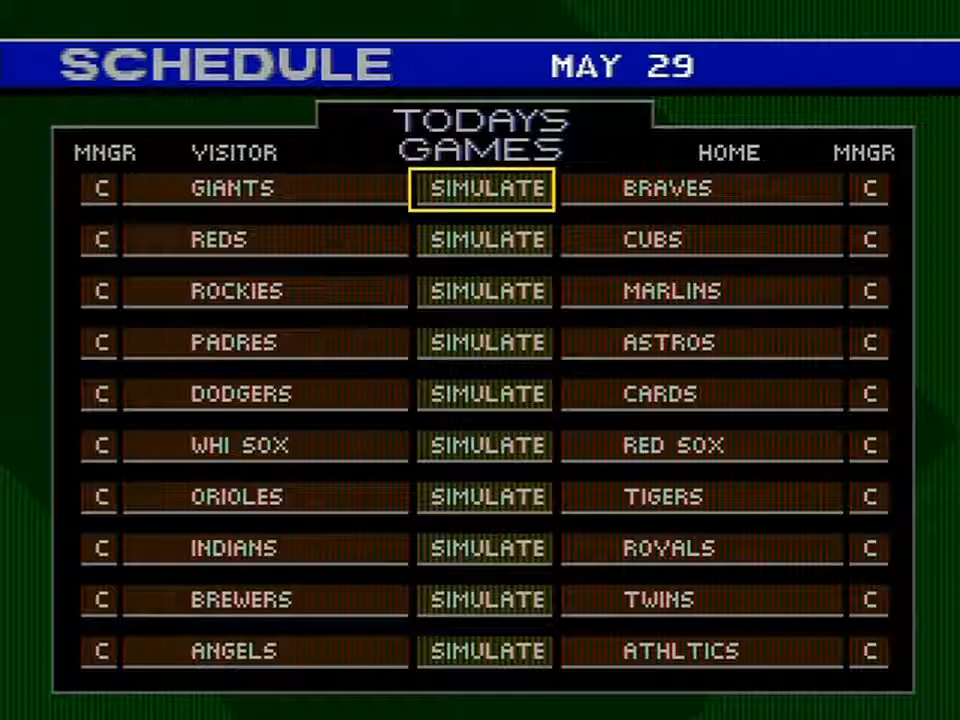 SCHEDULE MAY 29
TODAYS
GAMES
MNGR VISITOR HOME MNGR
C GIANTS SIMULATE BRAVES C
C REDS SIMULATE CUBS C
C ROCKIES SIMULATE MARLINS C
C PADRES SIMULATE ASTROS C
C DODGERS SIMULATE CARDS C
C WHI SOX SIMULATE RED SOX C
C ORIOLES SIMULATE TIGERS C
C INDIANS SIMULATE ROYALS C
C BREWERS SIMULATE TWINS C
C ANGELS SIMULATE ATHLTICS C